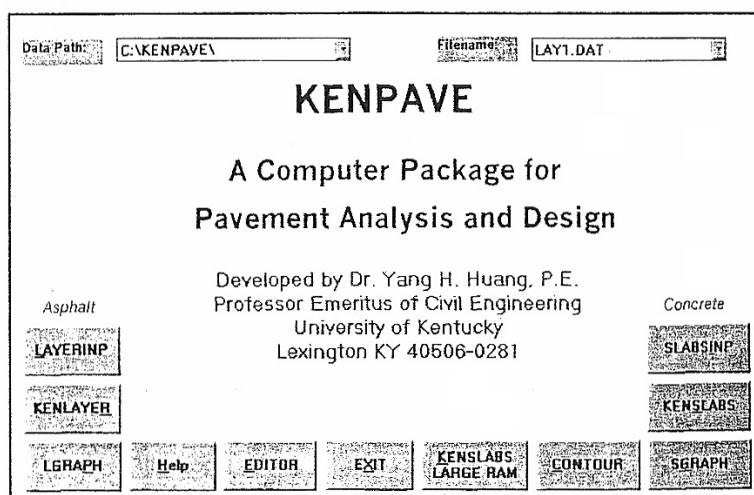 Data Path: C:\KENPAVE\ Filename: LAY1.DAT
KENPAVE
A Computer Package for
Pavement Analysis and Design
Developed by Dr. Yang H. Huang, P.E.
Professor Emeritus of Civil Engineering
University of Kentucky
Lexington KY 40506-0281
Asphalt Concrete
LAYERINP SLABSINP
KENLAYER KENSLABS
LGRAPH Help EDITOR EXIT KENSLABS LARGE RAM CONTOUR SGRAPH